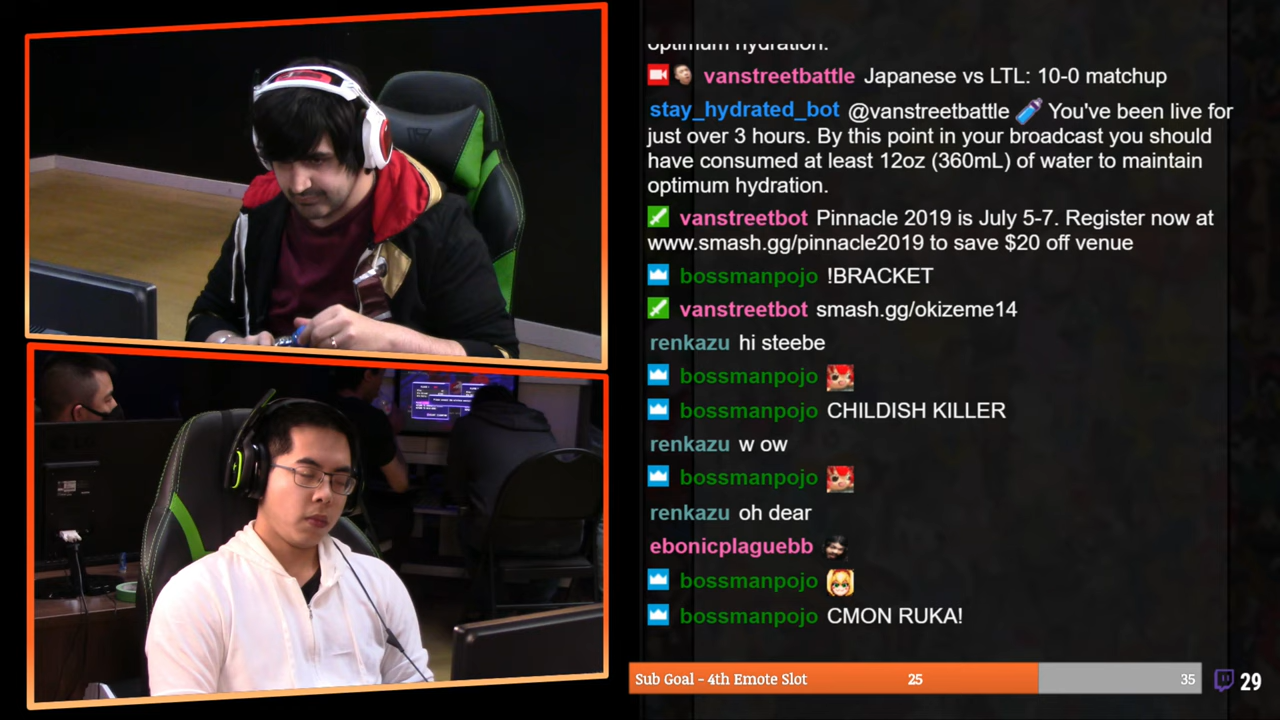 optimum hydration.
vanstreetbattle Japanese vs LTL: 10-0 matchup
stay_hydrated_bot @vanstreetbattle You've been live for
just over 3 hours. By this point in your broadcast you should
have consumed at least 12oz (360mL) of water to maintain
optimum hydration.
vanstreetbot Pinnacle 2019 is July 5-7. Register now at
www.smash.gg/pinnacle2019 to save $20 off venue
bossmanpojo !BRACKET
vanstreetbot smash.gg/okizeme14
renkazu hi steebe
bossmanpojo
bossmanpojo CHILDISH KILLER
renkazu w ow
bossmanpojo
renkazu oh dear
ebonicplaguebb
bossmanpojo
bossmanpojo CMON RUKA!
Sub Goal - 4th Emote Slot 25 35 29